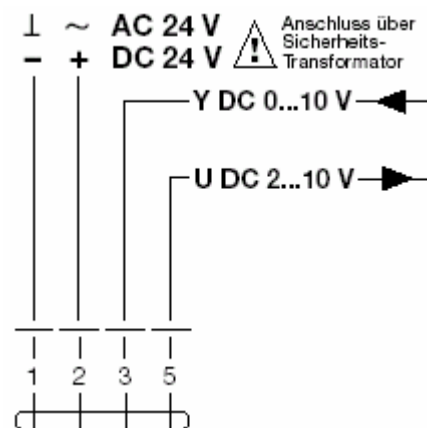 ⊥ ~ AC 24 V
− + DC 24 V
Anschluss über
Sicherheits-
Transformator
Y DC 0...10 V
U DC 2...10 V
1 2 3 5